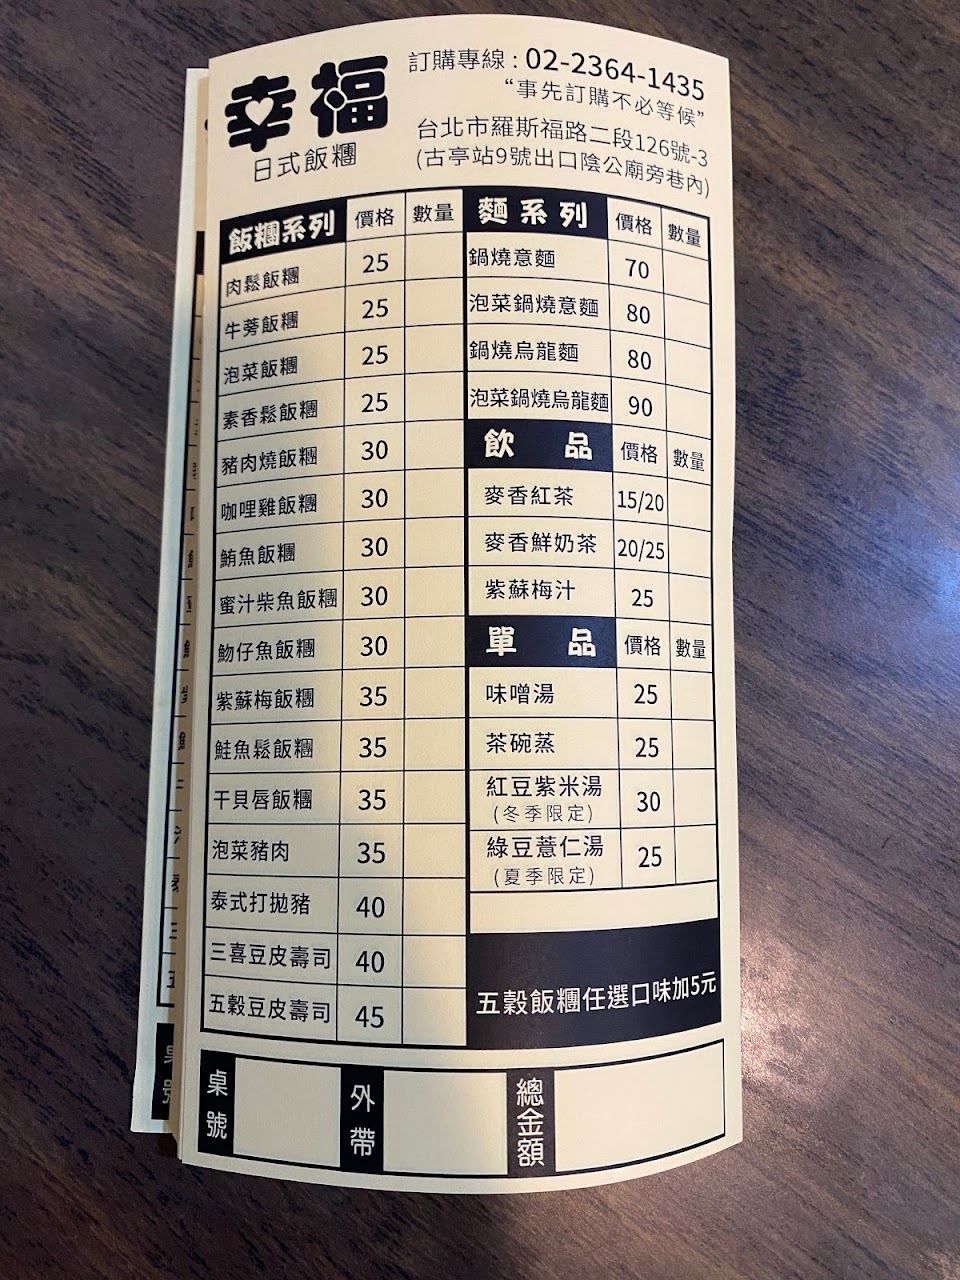 幸福
日式飯糰
訂購專線 : 02-2364-1435
“事先訂購不必等候”
台北市羅斯福路二段126號-3
(古亭站9號出口陰公廟旁巷內)
飯糰系列 價格 數量
肉鬆飯糰 25
牛蒡飯糰 25
泡菜飯糰 25
素香鬆飯糰 25
豬肉燒飯糰 30
咖哩雞飯糰 30
鮪魚飯糰 30
蜜汁柴魚飯糰 30
魩仔魚飯糰 30
紫蘇梅飯糰 35
鮭魚鬆飯糰 35
干貝唇飯糰 35
泡菜豬肉 35
泰式打拋豬 40
三喜豆皮壽司 40
五穀豆皮壽司 45
麵系列 價格 數量
鍋燒意麵 70
泡菜鍋燒意麵 80
鍋燒烏龍麵 80
泡菜鍋燒烏龍麵 90
飲品 價格 數量
麥香紅茶 15/20
麥香鮮奶茶 20/25
紫蘇梅汁 25
單品 價格 數量
味噌湯 25
茶碗蒸 25
紅豆紫米湯 30
(冬季限定)
綠豆薏仁湯 25
(夏季限定)
五穀飯糰任選口味加5元
桌號 外帶 總金額